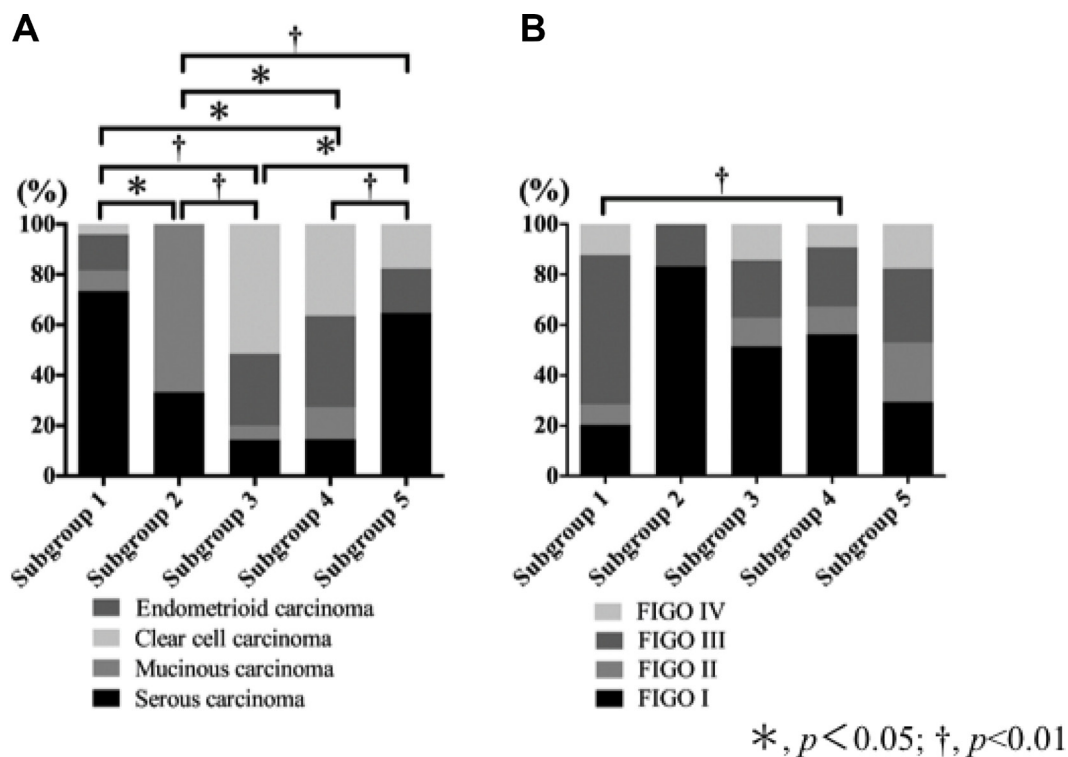 A
†
*
*
†
*
*
†
†
(%)
100
80
60
40
20
0
Subgroup 1
Subgroup 2
Subgroup 3
Subgroup 4
Subgroup 5
Endometrioid carcinoma
Clear cell carcinoma
Mucinous carcinoma
Serous carcinoma
B
†
(%)
100
80
60
40
20
0
Subgroup 1
Subgroup 2
Subgroup 3
Subgroup 4
Subgroup 5
FIGO IV
FIGO III
FIGO II
FIGO I
*, p<0.05; †, p<0.01